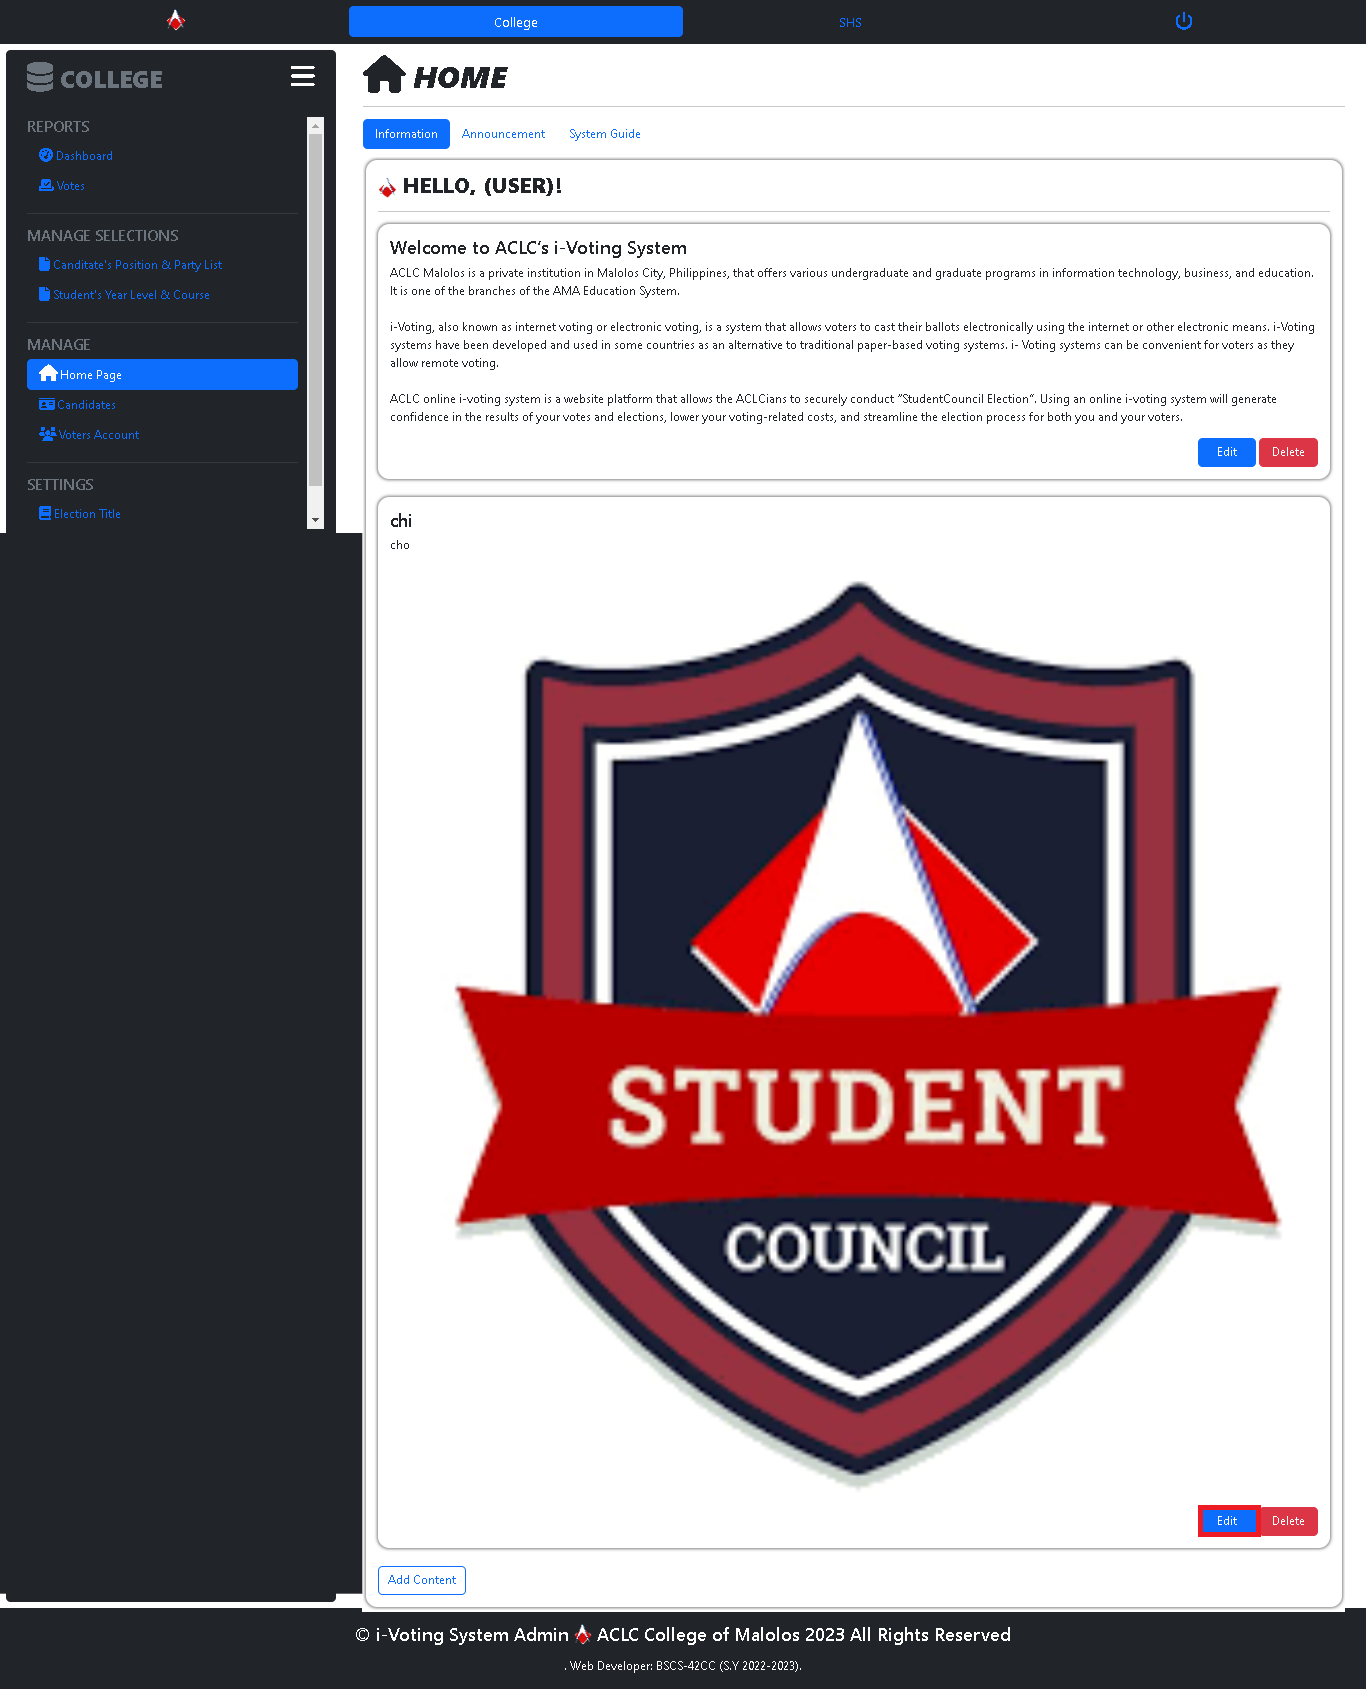 College
SHS
COLLEGE
REPORTS
Dashboard
Votes
MANAGE SELECTIONS
Canditate's Position & Party List
Student's Year Level & Course
MANAGE
Home Page
Candidates
Voters Account
SETTINGS
Election Title
HOME
Information
Announcement
System Guide
HELLO, (USER)!
Welcome to ACLC's i-Voting System
ACLC Malolos is a private institution in Malolos City, Philippines, that offers various undergraduate and graduate programs in information technology, business, and education.
It is one of the branches of the AMA Education System.
i-Voting, also known as internet voting or electronic voting, is a system that allows voters to cast their ballots electronically using the internet or other electronic means. i-Voting
systems have been developed and used in some countries as an alternative to traditional paper-based voting systems. i- Voting systems can be convenient for voters as they
allow remote voting.
ACLC online i-voting system is a website platform that allows the ACLCians to securely conduct "StudentCouncil Election". Using an online i-voting system will generate
confidence in the results of your votes and elections, lower your voting-related costs, and streamline the election process for both you and your voters.
Edit
Delete
chi
cho
STUDENT
COUNCIL
Edit
Delete
Add Content
© i-Voting System Admin ACLC College of Malolos 2023 All Rights Reserved
. Web Developer: BSCS-42CC (S.Y 2022-2023).